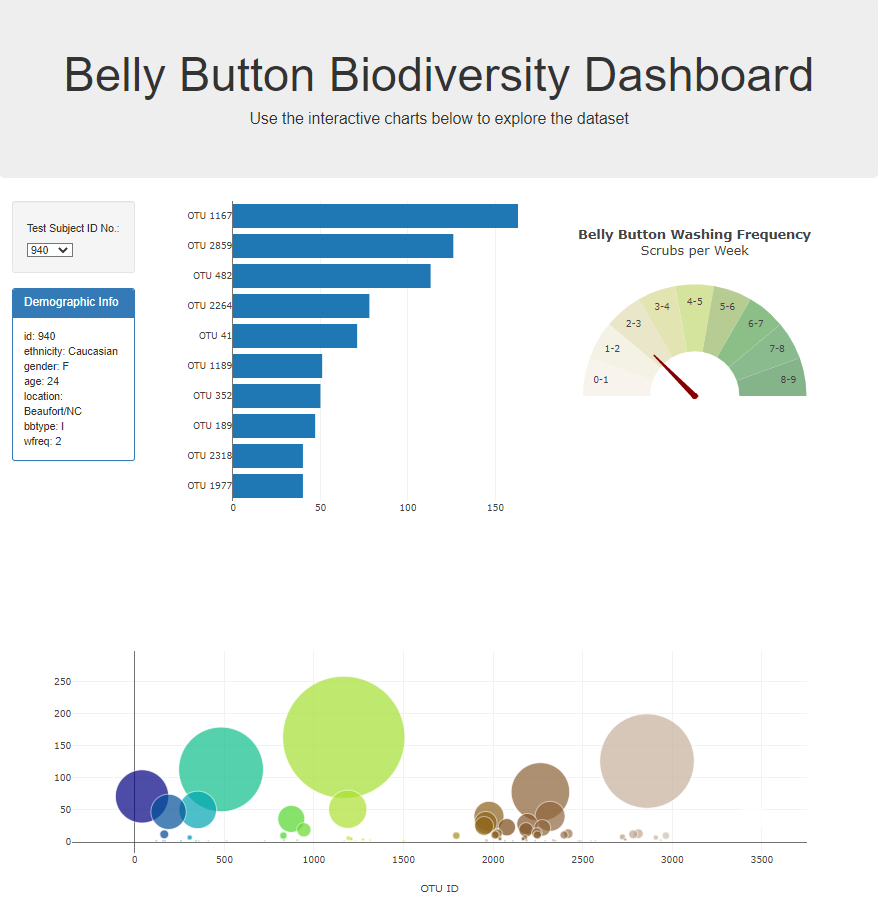 Belly Button Biodiversity Dashboard
Use the interactive charts below to explore the dataset
Test Subject ID No.:
940
Demographic Info
id: 940
ethnicity: Caucasian
gender: F
age: 24
location:
Beaufort/NC
bbtype: I
wfreq: 2
OTU 1167
OTU 2859
OTU 482
OTU 2264
OTU 41
OTU 1189
OTU 352
OTU 189
OTU 2318
OTU 1977
0 50 100 150
Belly Button Washing Frequency
Scrubs per Week
0-1
1-2
2-3
3-4
4-5
5-6
6-7
7-8
8-9
250
200
150
100
50
0
0 500 1000 1500 2000 2500 3000 3500
OTU ID